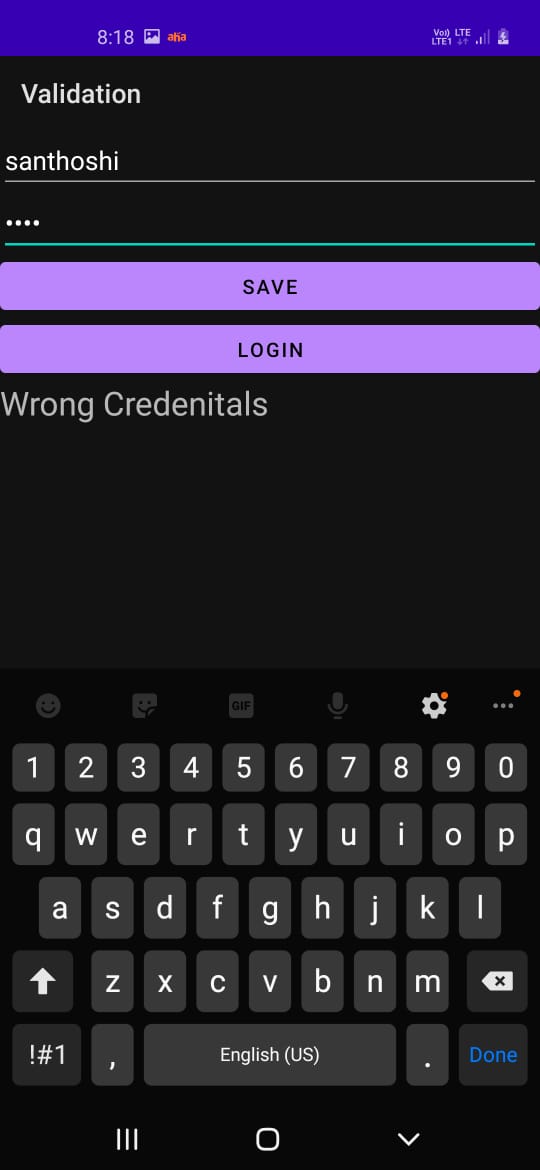 8:18 aha Vo)) LTE
LTE1
Validation
santhoshi
••••
SAVE
LOGIN
Wrong Credenitals
GIF
1 2 3 4 5 6 7 8 9 0
q w e r t y u i o p
a s d f g h j k l
z x c v b n m
!#1 , English (US) . Done